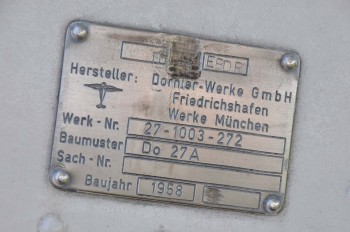 Hersteller: Dornier-Werke GmbH
Friedrichshafen
Werke München
Werk-Nr. 27-1003-272
Baumuster Do 27A
Sach-Nr.
Baujahr 1958